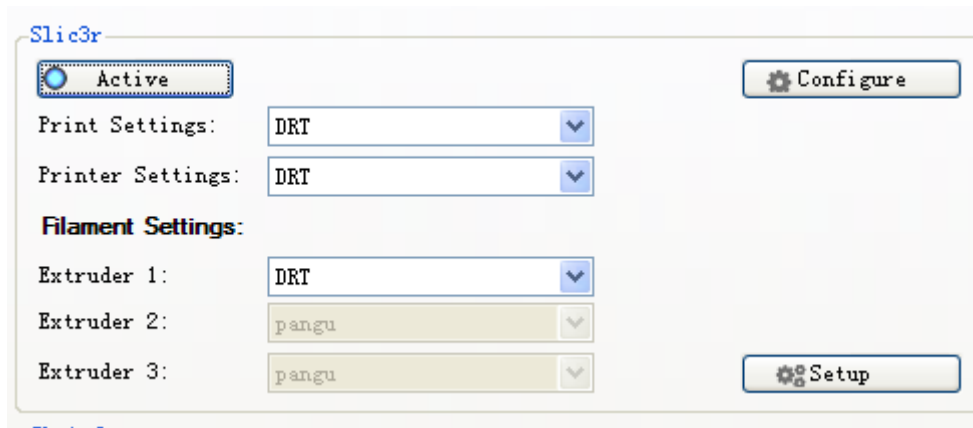 Slic3r
Active
Configure
Print Settings:
DRT
Printer Settings:
DRT
Filament Settings:
Extruder 1:
DRT
Extruder 2:
pangu
Extruder 3:
pangu
Setup